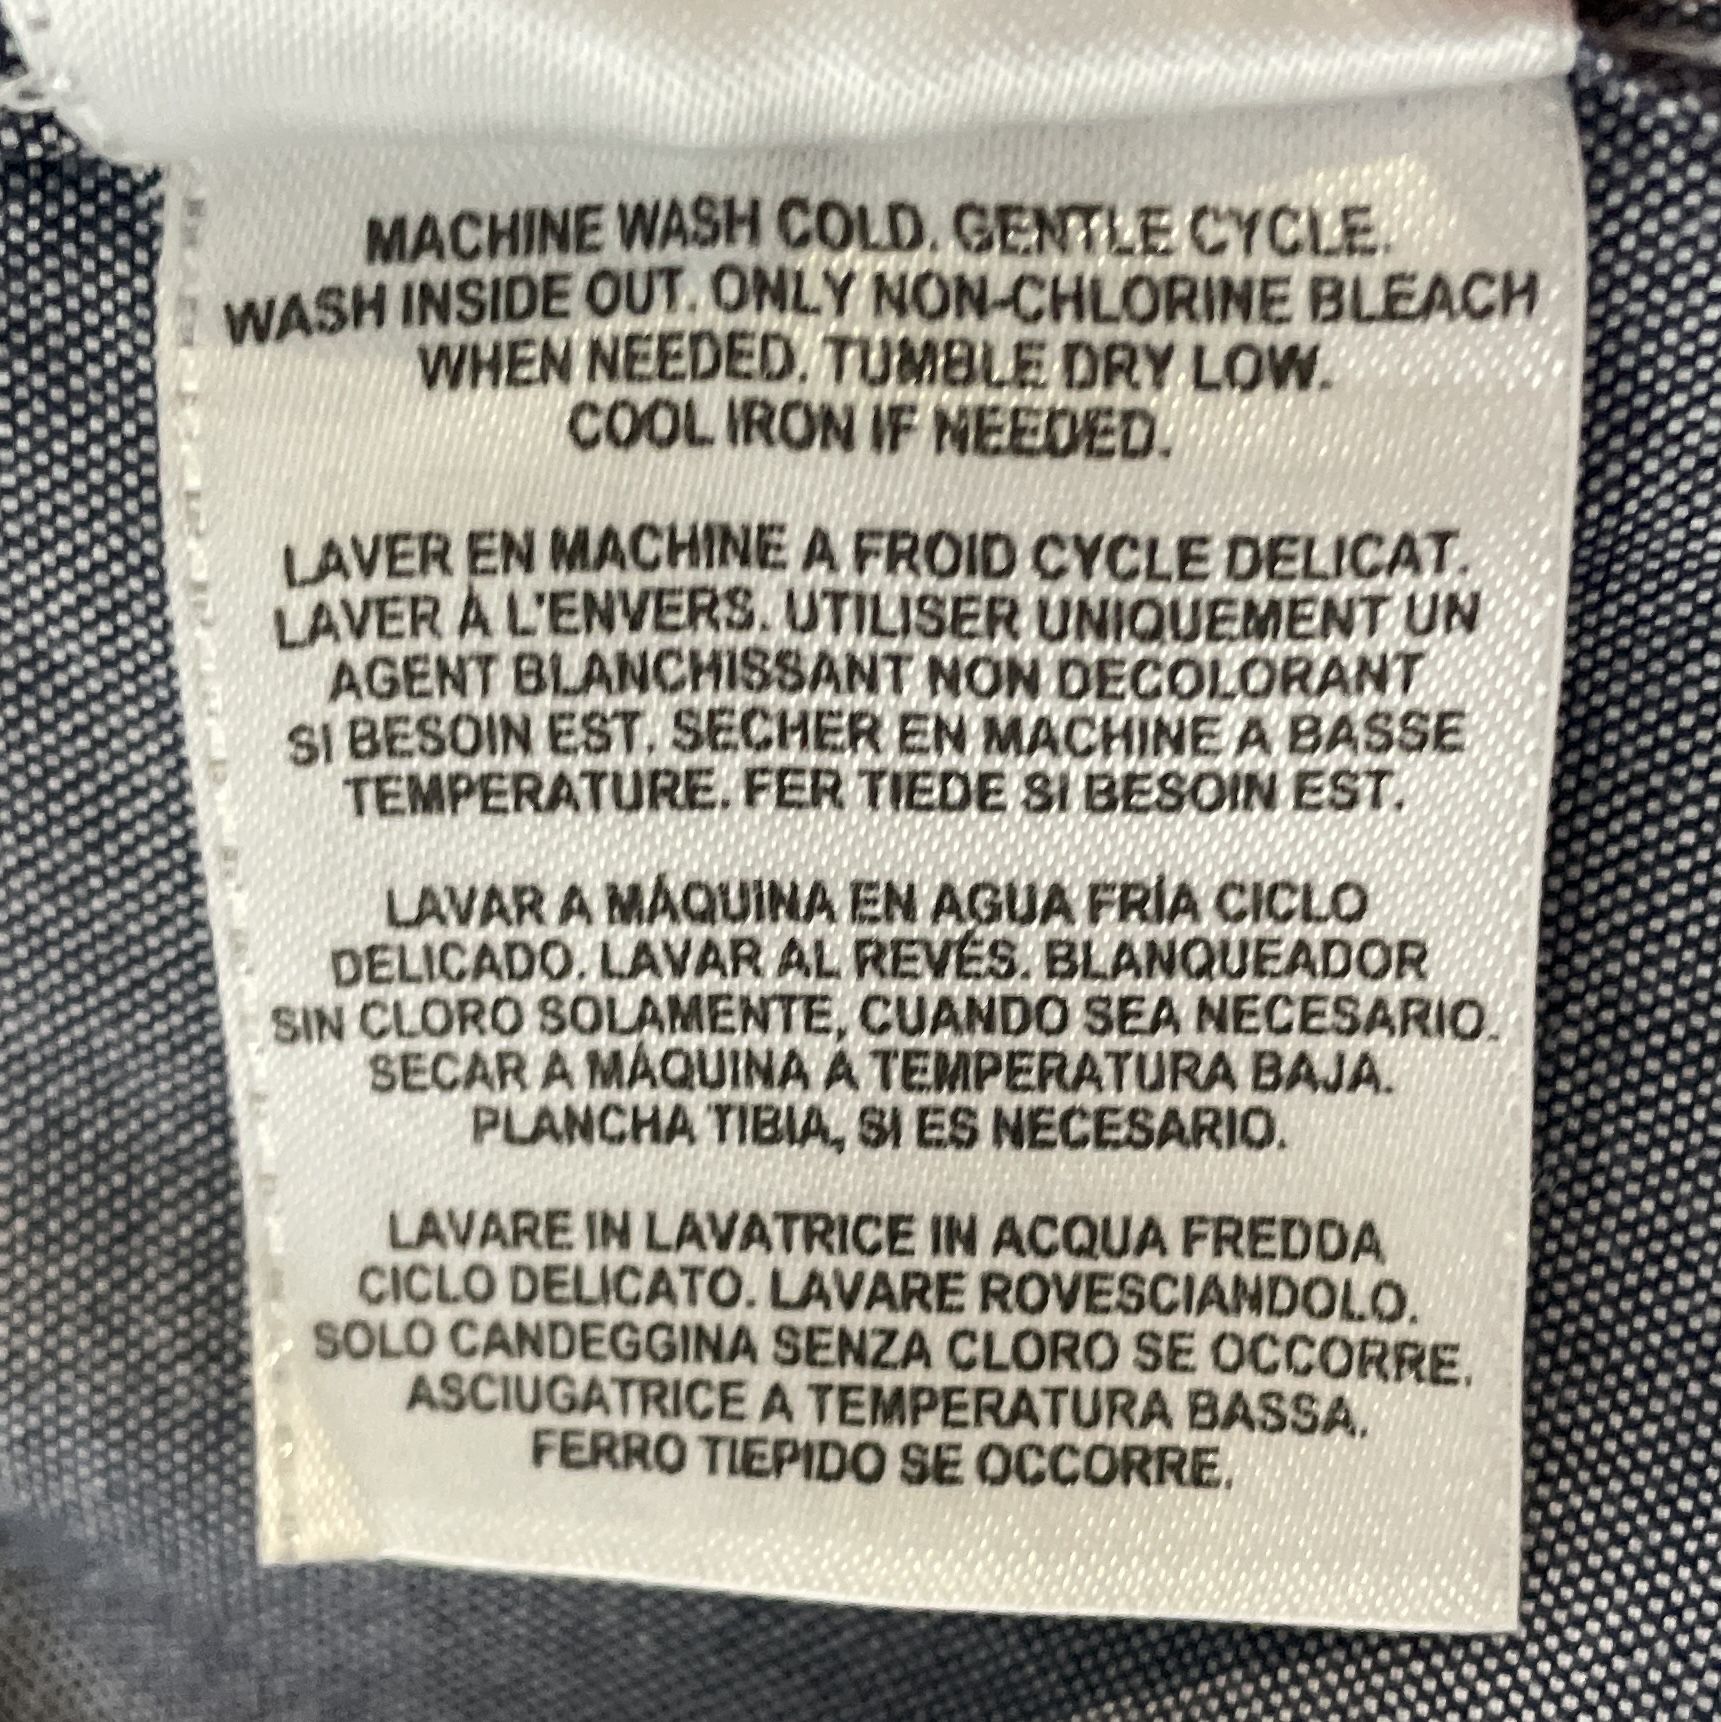 MACHINE WASH COLD. GENTLE CYCLE.
WASH INSIDE OUT. ONLY NON-CHLORINE BLEACH
WHEN NEEDED. TUMBLE DRY LOW.
COOL IRON IF NEEDED.
LAVER EN MACHINE A FROID CYCLE DELICAT.
LAVER À L'ENVERS. UTILISER UNIQUEMENT UN
AGENT BLANCHISSANT NON DECOLORANT
SI BESOIN EST. SECHER EN MACHINE A BASSE
TEMPERATURE. FER TIEDE SI BESOIN EST.
LAVAR A MÁQUINA EN AGUA FRÍA CICLO
DELICADO. LAVAR AL REVÉS. BLANQUEADOR
SIN CLORO SOLAMENTE, CUANDO SEA NECESARIO.
SECAR A MÁQUINA A TEMPERATURA BAJA.
PLANCHA TIBIA, SI ES NECESARIO.
LAVARE IN LAVATRICE IN ACQUA FREDDA
CICLO DELICATO. LAVARE ROVESCIANDOLO.
SOLO CANDEGGINA SENZA CLORO SE OCCORRE.
ASCIUGATRICE A TEMPERATURA BASSA.
FERRO TIEPIDO SE OCCORRE.